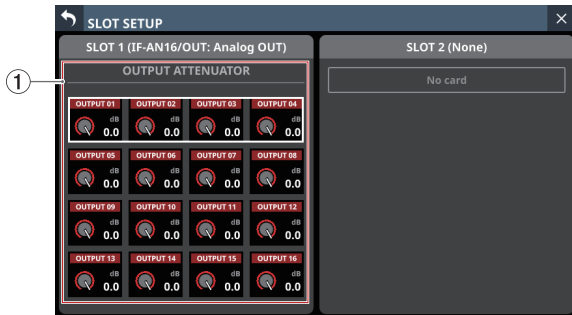 SLOT SETUP
SLOT 1 (IF-AN16/OUT: Analog OUT)
SLOT 2 (None)
1
OUTPUT ATTENUATOR
No card
OUTPUT 01 OUTPUT 02 OUTPUT 03 OUTPUT 04
dB dB dB dB
0.0 0.0 0.0 0.0
OUTPUT 05 OUTPUT 06 OUTPUT 07 OUTPUT 08
dB dB dB dB
0.0 0.0 0.0 0.0
OUTPUT 09 OUTPUT 10 OUTPUT 11 OUTPUT 12
dB dB dB dB
0.0 0.0 0.0 0.0
OUTPUT 13 OUTPUT 14 OUTPUT 15 OUTPUT 16
dB dB dB dB
0.0 0.0 0.0 0.0